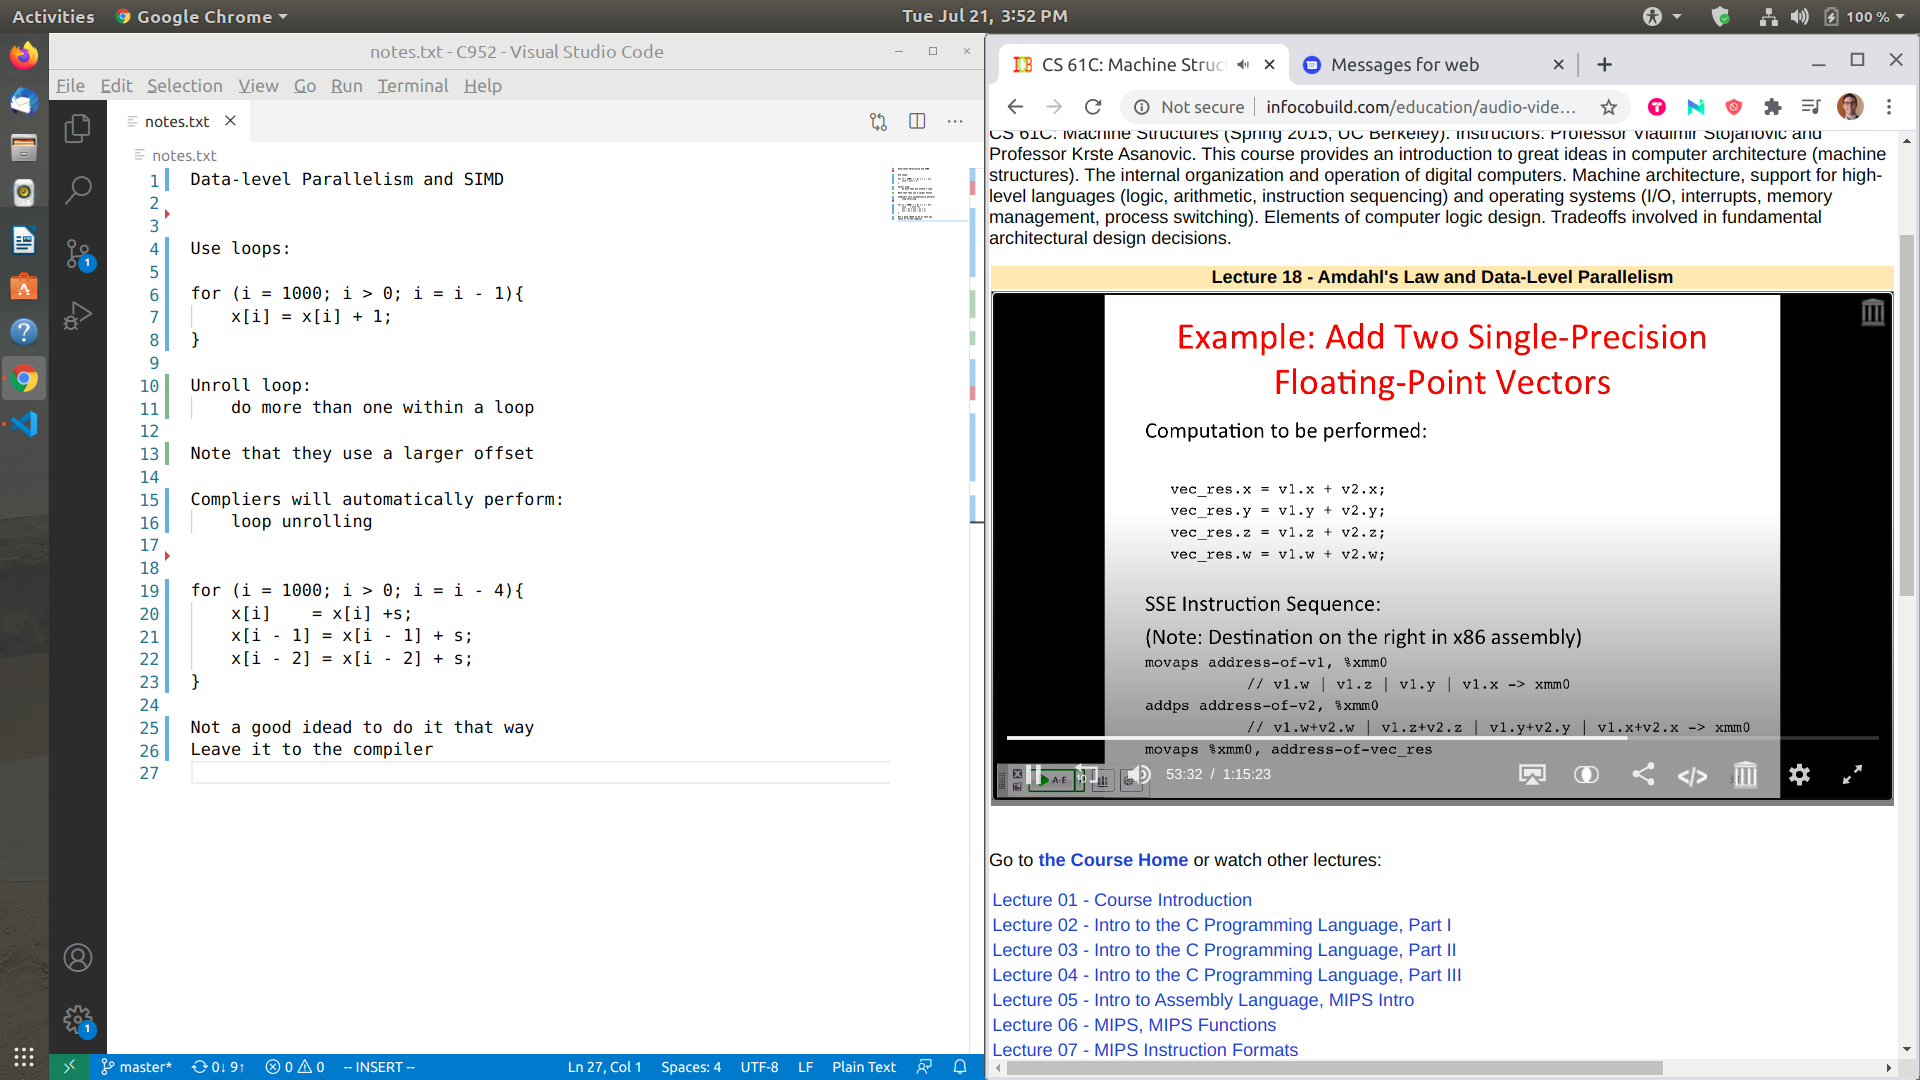 Activities
Google Chrome
Tue Jul 21, 3:52 PM
100 %
notes.txt - C952 - Visual Studio Code
File Edit Selection View Go Run Terminal Help
notes.txt
notes.txt
1 Data-level Parallelism and SIMD
2
3
4 Use loops:
5
6 for (i = 1000; i > 0; i = i - 1){
7 x[i] = x[i] + 1;
8 }
9
10 Unroll loop:
11 do more than one within a loop
12
13 Note that they use a larger offset
14
15 Compliers will automatically perform:
16 loop unrolling
17
18
19 for (i = 1000; i > 0; i = i - 4){
20 x[i] = x[i] +s;
21 x[i - 1] = x[i - 1] + s;
22 x[i - 2] = x[i - 2] + s;
23 }
24
25 Not a good idead to do it that way
26 Leave it to the compiler
27
1
1
master* 0↓ 9↑ 0 0 -- INSERT --
Ln 27, Col 1 Spaces: 4 UTF-8 LF Plain Text
CS 61C: Machine Struc
Messages for web
Not secure
infocobuild.com/education/audio-vide...
CS 61C: Machine Structures (Spring 2015, UC Berkeley). Instructors: Professor Vladimir Stojanovic and
Professor Krste Asanovic. This course provides an introduction to great ideas in computer architecture (machine
structures). The internal organization and operation of digital computers. Machine architecture, support for high-
level languages (logic, arithmetic, instruction sequencing) and operating systems (I/O, interrupts, memory
management, process switching). Elements of computer logic design. Tradeoffs involved in fundamental
architectural design decisions.
Lecture 18 - Amdahl's Law and Data-Level Parallelism
Example: Add Two Single-Precision
Floating-Point Vectors
Computation to be performed:
vec_res.x = v1.x + v2.x;
vec_res.y = v1.y + v2.y;
vec_res.z = v1.z + v2.z;
vec_res.w = v1.w + v2.w;
SSE Instruction Sequence:
(Note: Destination on the right in x86 assembly)
movaps address-of-v1, %xmm0
// v1.w | v1.z | v1.y | v1.x -> xmm0
addps address-of-v2, %xmm0
// v1.w+v2.w | v1.z+v2.z | v1.y+v2.y | v1.x+v2.x -> xmm0
movaps %xmm0, address-of-vec_res
A-E
53:32 / 1:15:23
Go to the Course Home or watch other lectures:
Lecture 01 - Course Introduction
Lecture 02 - Intro to the C Programming Language, Part I
Lecture 03 - Intro to the C Programming Language, Part II
Lecture 04 - Intro to the C Programming Language, Part III
Lecture 05 - Intro to Assembly Language, MIPS Intro
Lecture 06 - MIPS, MIPS Functions
Lecture 07 - MIPS Instruction Formats